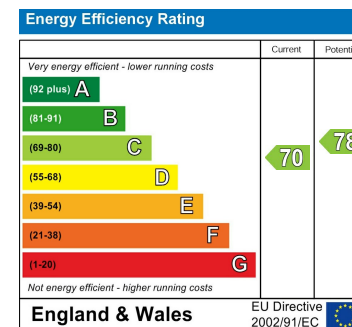 Energy Efficiency Rating
Current Potenti
Very energy efficient - lower running costs
(92 plus) A
(81-91) B
(69-80) C
70
78
(55-68) D
(39-54) E
(21-38) F
(1-20) G
Not energy efficient - higher running costs
England & Wales
EU Directive
2002/91/EC